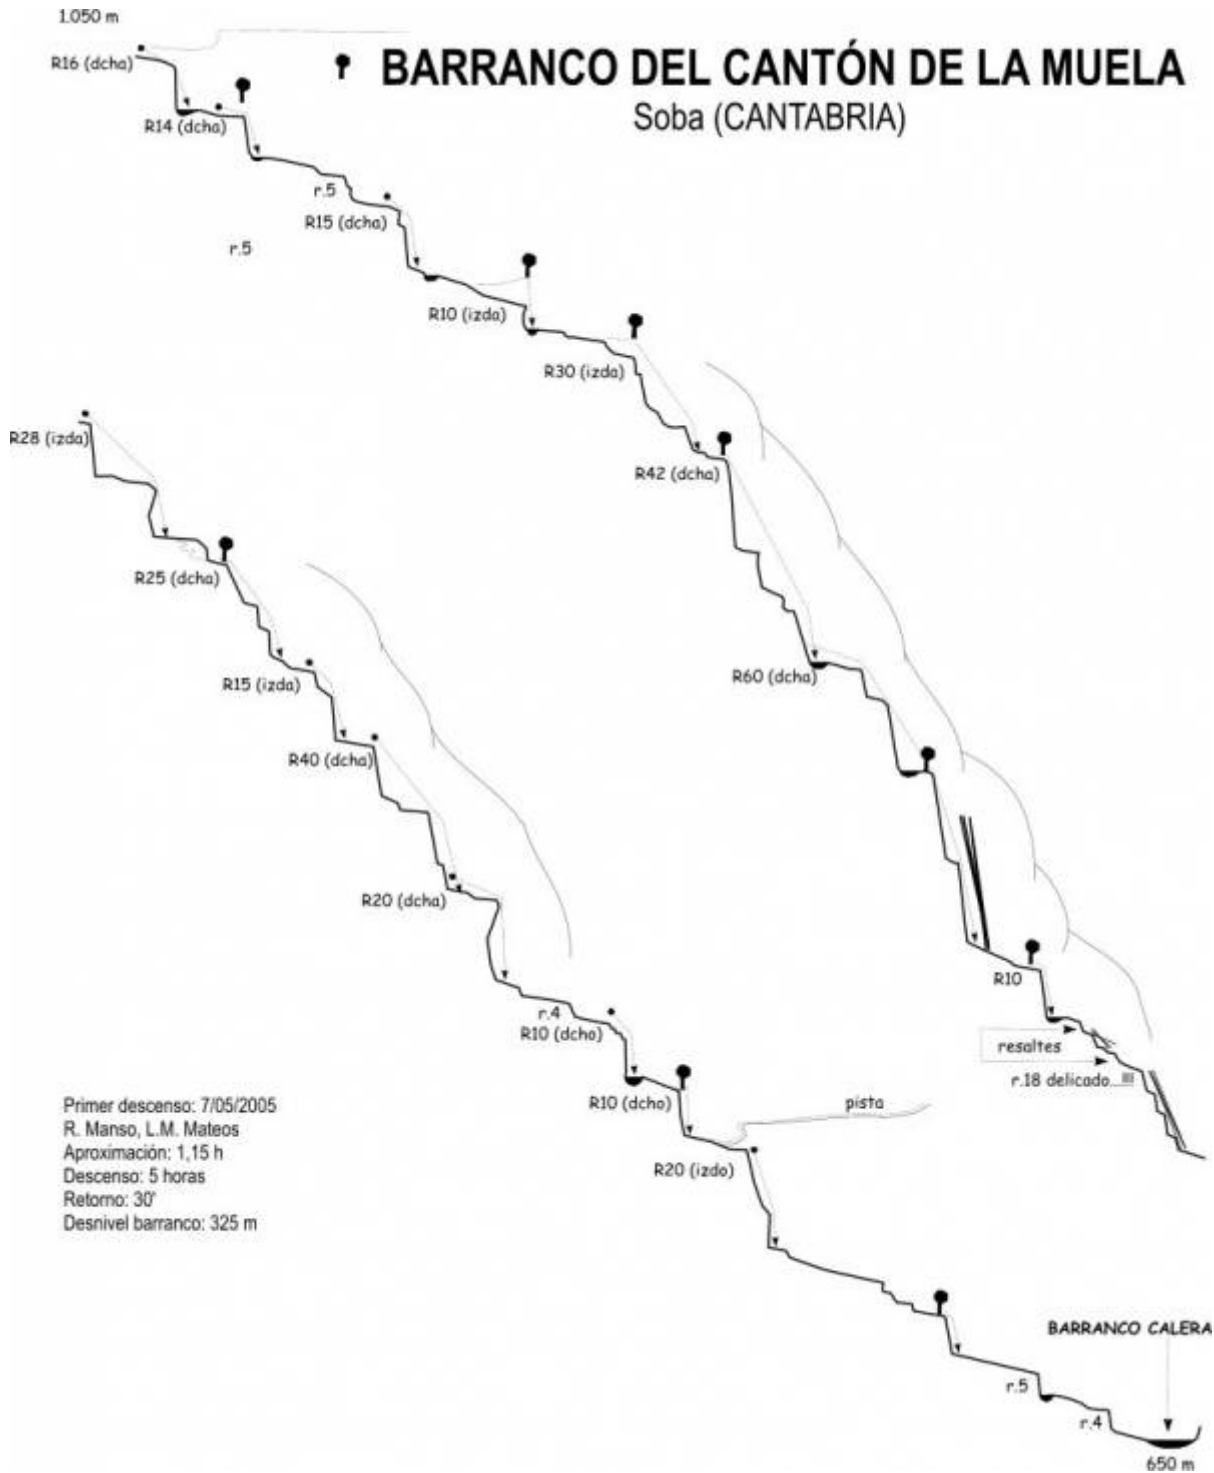 1.050 m
BARRANCO DEL CANTÓN DE LA MUELA
Soba (CANTABRIA)
R16 (dcha)
R14 (dcha)
r.5
R15 (dcha)
r.5
R10 (izda)
R30 (izda)
R42 (dcha)
R60 (dcha)
R10
resaltes
r.18 delicado...
R28 (izda)
R25 (dcha)
R15 (izda)
R40 (dcha)
R20 (dcha)
r.4
R10 (dcho)
R10 (dcho)
pista
R20 (izdo)
BARRANCO CALERA
r.5
r.4
650 m
Primer descenso: 7/05/2005
R. Manso, L.M. Mateos
Aproximación: 1,15 h
Descenso: 5 horas
Retorno: 30'
Desnivel barranco: 325 m